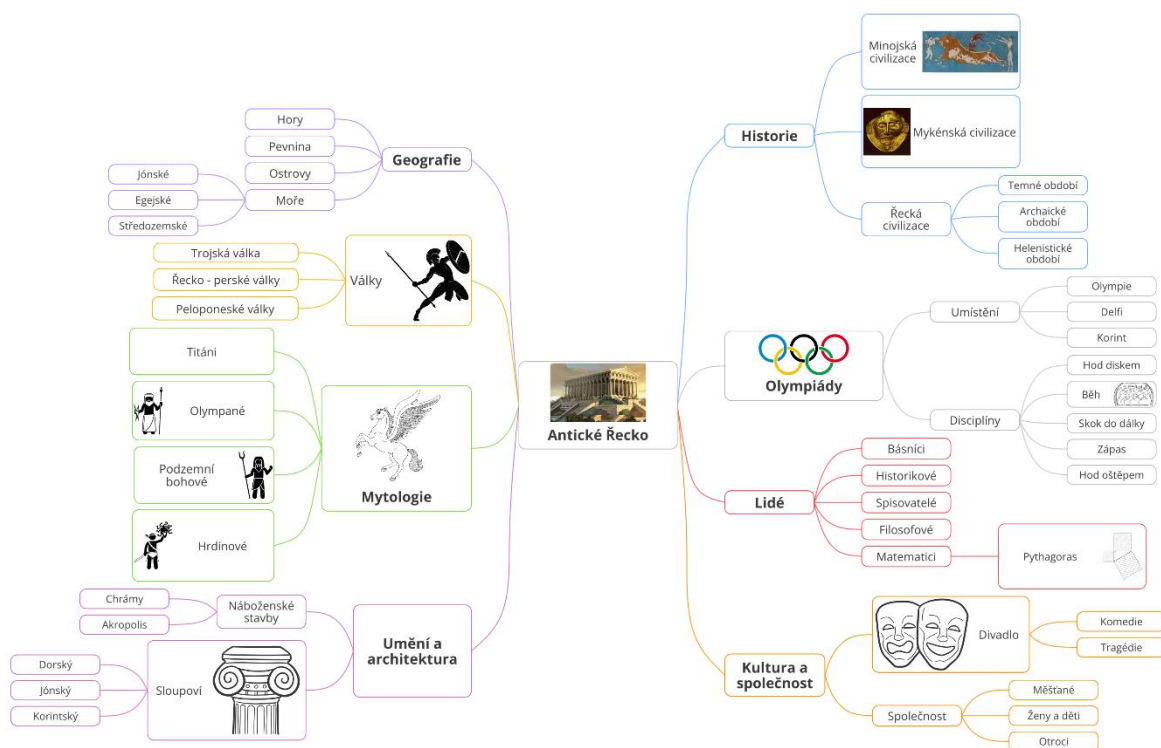 Antické Řecko
Geografie
Hory
Pevnina
Ostrovy
Moře
Jónské
Egejské
Středozemské
Války
Trojská válka
Řecko - perské války
Peloponeské války
Mytologie
Titáni
Olympané
Podzemní
bohové
Hrdinové
Umění a
architektura
Náboženské
stavby
Chrámy
Akropolis
Sloupoví
Dorský
Jónský
Korintský
Historie
Minojská
civilizace
Mykénská civilizace
Řecká
civilizace
Temné období
Archaické
období
Helenistické
období
Olympiády
Umístění
Olympie
Delfi
Korint
Disciplíny
Hod diskem
Běh
Skok do dálky
Zápas
Hod oštěpem
Lidé
Básníci
Historikové
Spisovatelé
Filosofové
Matematici
Pythagoras
Kultura a
společnost
Divadlo
Komedie
Tragédie
Společnost
Měšťané
Ženy a děti
Otroci